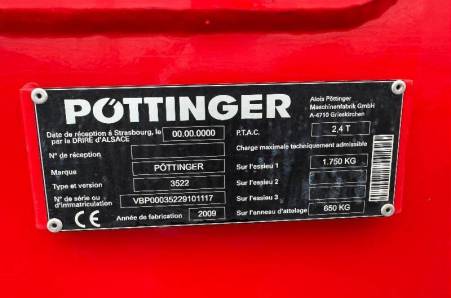 PÖTTINGER
Alois Pöttinger
Maschinenfabrik GmbH
A-4710 Grieskirchen
Date de réception à Strasbourg, le
par la DRIRE d'ALSACE
00.00.0000
N° de réception
Marque
PÖTTINGER
Type et version
3522
N° de série ou
d'immatriculation
VBP00035229101117
CE
Année de fabrication
2009
P.T.A.C.
2,4 T
Charge maximale techniquement admissible
Sur l'essieu 1
1.750 KG
Sur l'essieu 2
Sur l'essieu 3
Sur l'anneau d'attelage
650 KG